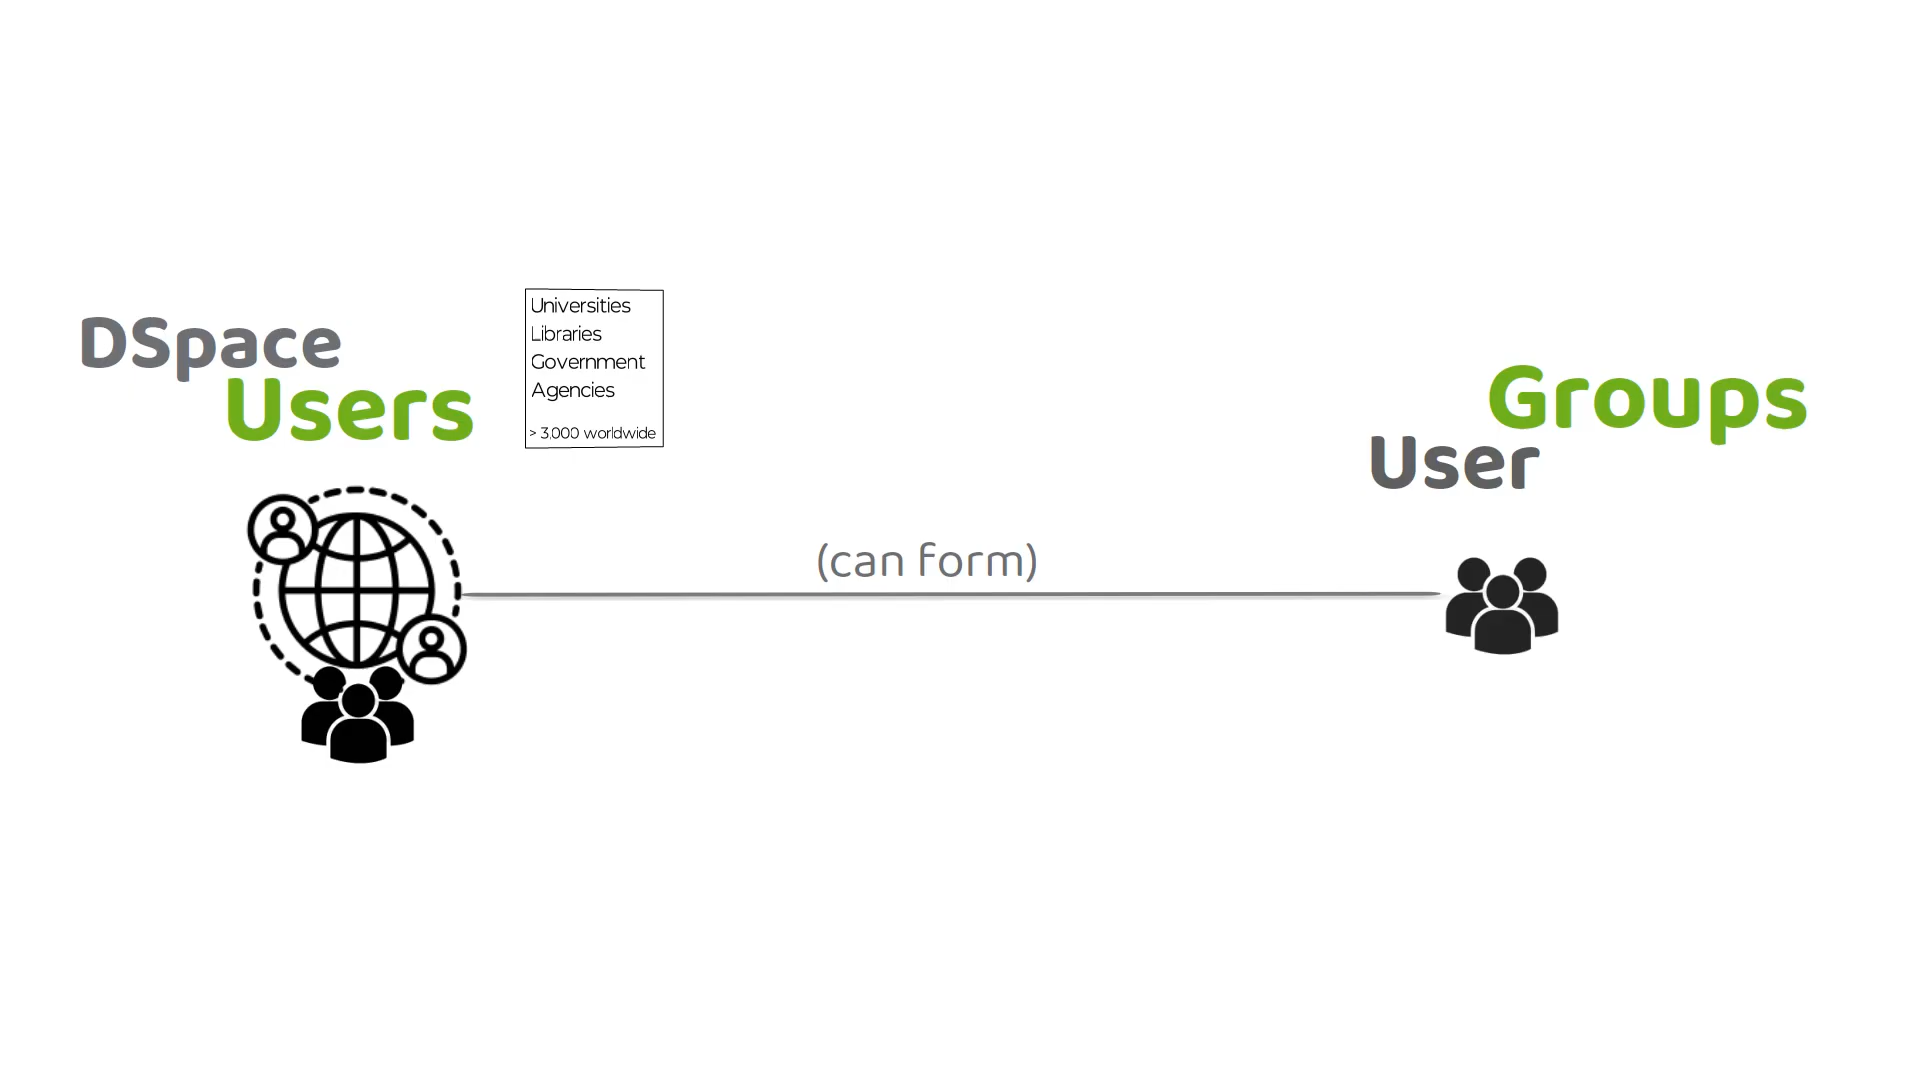 DSpace
Users
Universities
Libraries
Government
Agencies
> 3,000 worldwide
(can form)
Groups
User